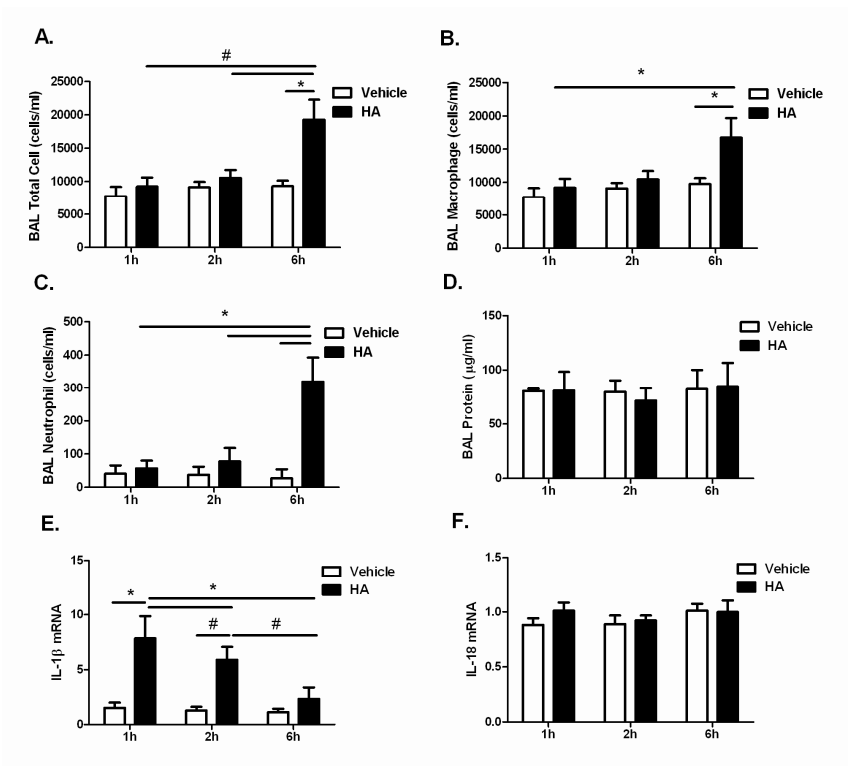 A.
#
*
25000
20000
15000
10000
5000
0
BAL Total Cell (cells/ml)
1h 2h 6h
Vehicle
HA
B.
*
*
25000
20000
15000
10000
5000
0
BAL Macrophage (cells/ml)
1h 2h 6h
Vehicle
HA
C.
*
500
400
300
200
100
0
BAL Neutrophil (cells/ml)
1h 2h 6h
Vehicle
HA
D.
150
100
50
0
BAL Protein (μg/ml)
1h 2h 6h
Vehicle
HA
E.
* *
# #
15
10
5
0
IL-1β mRNA
1h 2h 6h
Vehicle
HA
F.
1.5
1.0
0.5
0.0
IL-18 mRNA
1h 2h 6h
Vehicle
HA